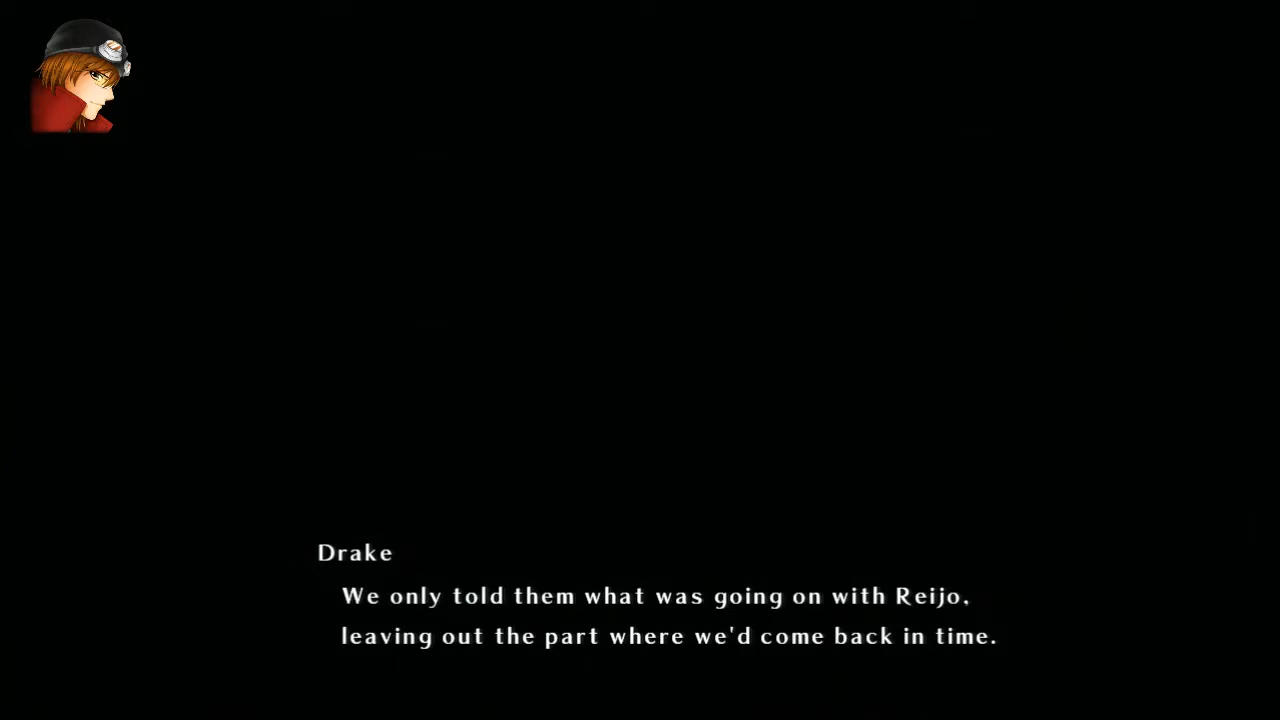 Drake
We only told them what was going on with Reijo,
leaving out the part where we'd come back in time.